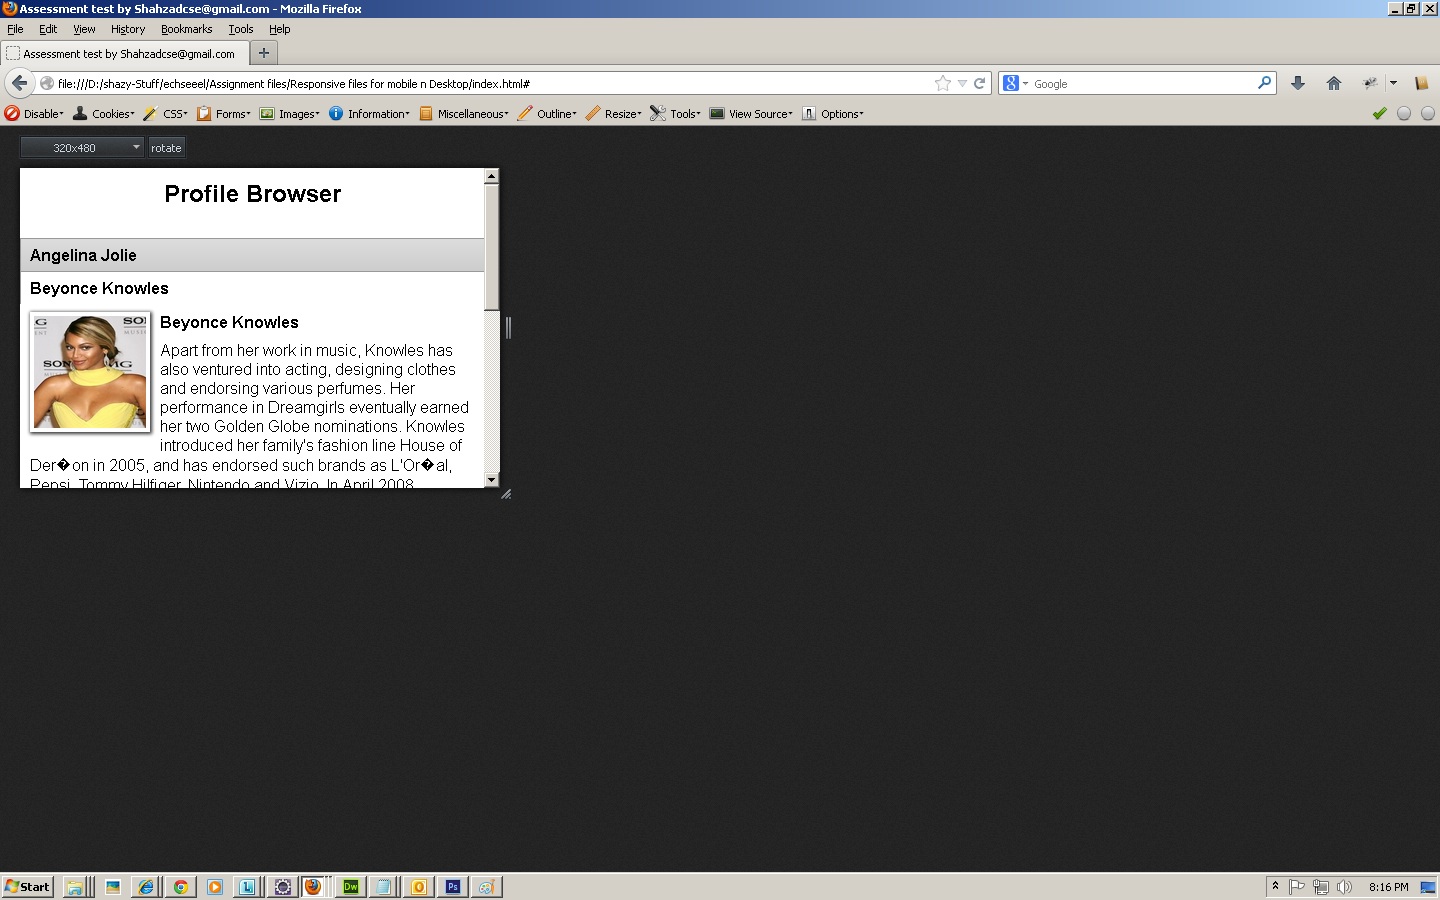 Assessment test by Shahzadcse@gmail.com - Mozilla Firefox
File Edit View History Bookmarks Tools Help
Assessment test by Shahzadcse@gmail.com
file:///D:/shazy-Stuff/echseeel/Assignment files/Responsive files for mobile n Desktop/index.html#
Google
Disable Cookies CSS Forms Images Information Miscellaneous Outline Resize Tools View Source Options
320x480 rotate
Profile Browser
Angelina Jolie
Beyonce Knowles
Beyonce Knowles
Apart from her work in music, Knowles has
also ventured into acting, designing clothes
and endorsing various perfumes. Her
performance in Dreamgirls eventually earned
her two Golden Globe nominations. Knowles
introduced her family's fashion line House of
Der�on in 2005, and has endorsed such brands as L'Or�al,
Pepsi, Tommy Hilfiger, Nintendo and Vizio. In April 2008,
Start
Dw
Ps
8:16 PM